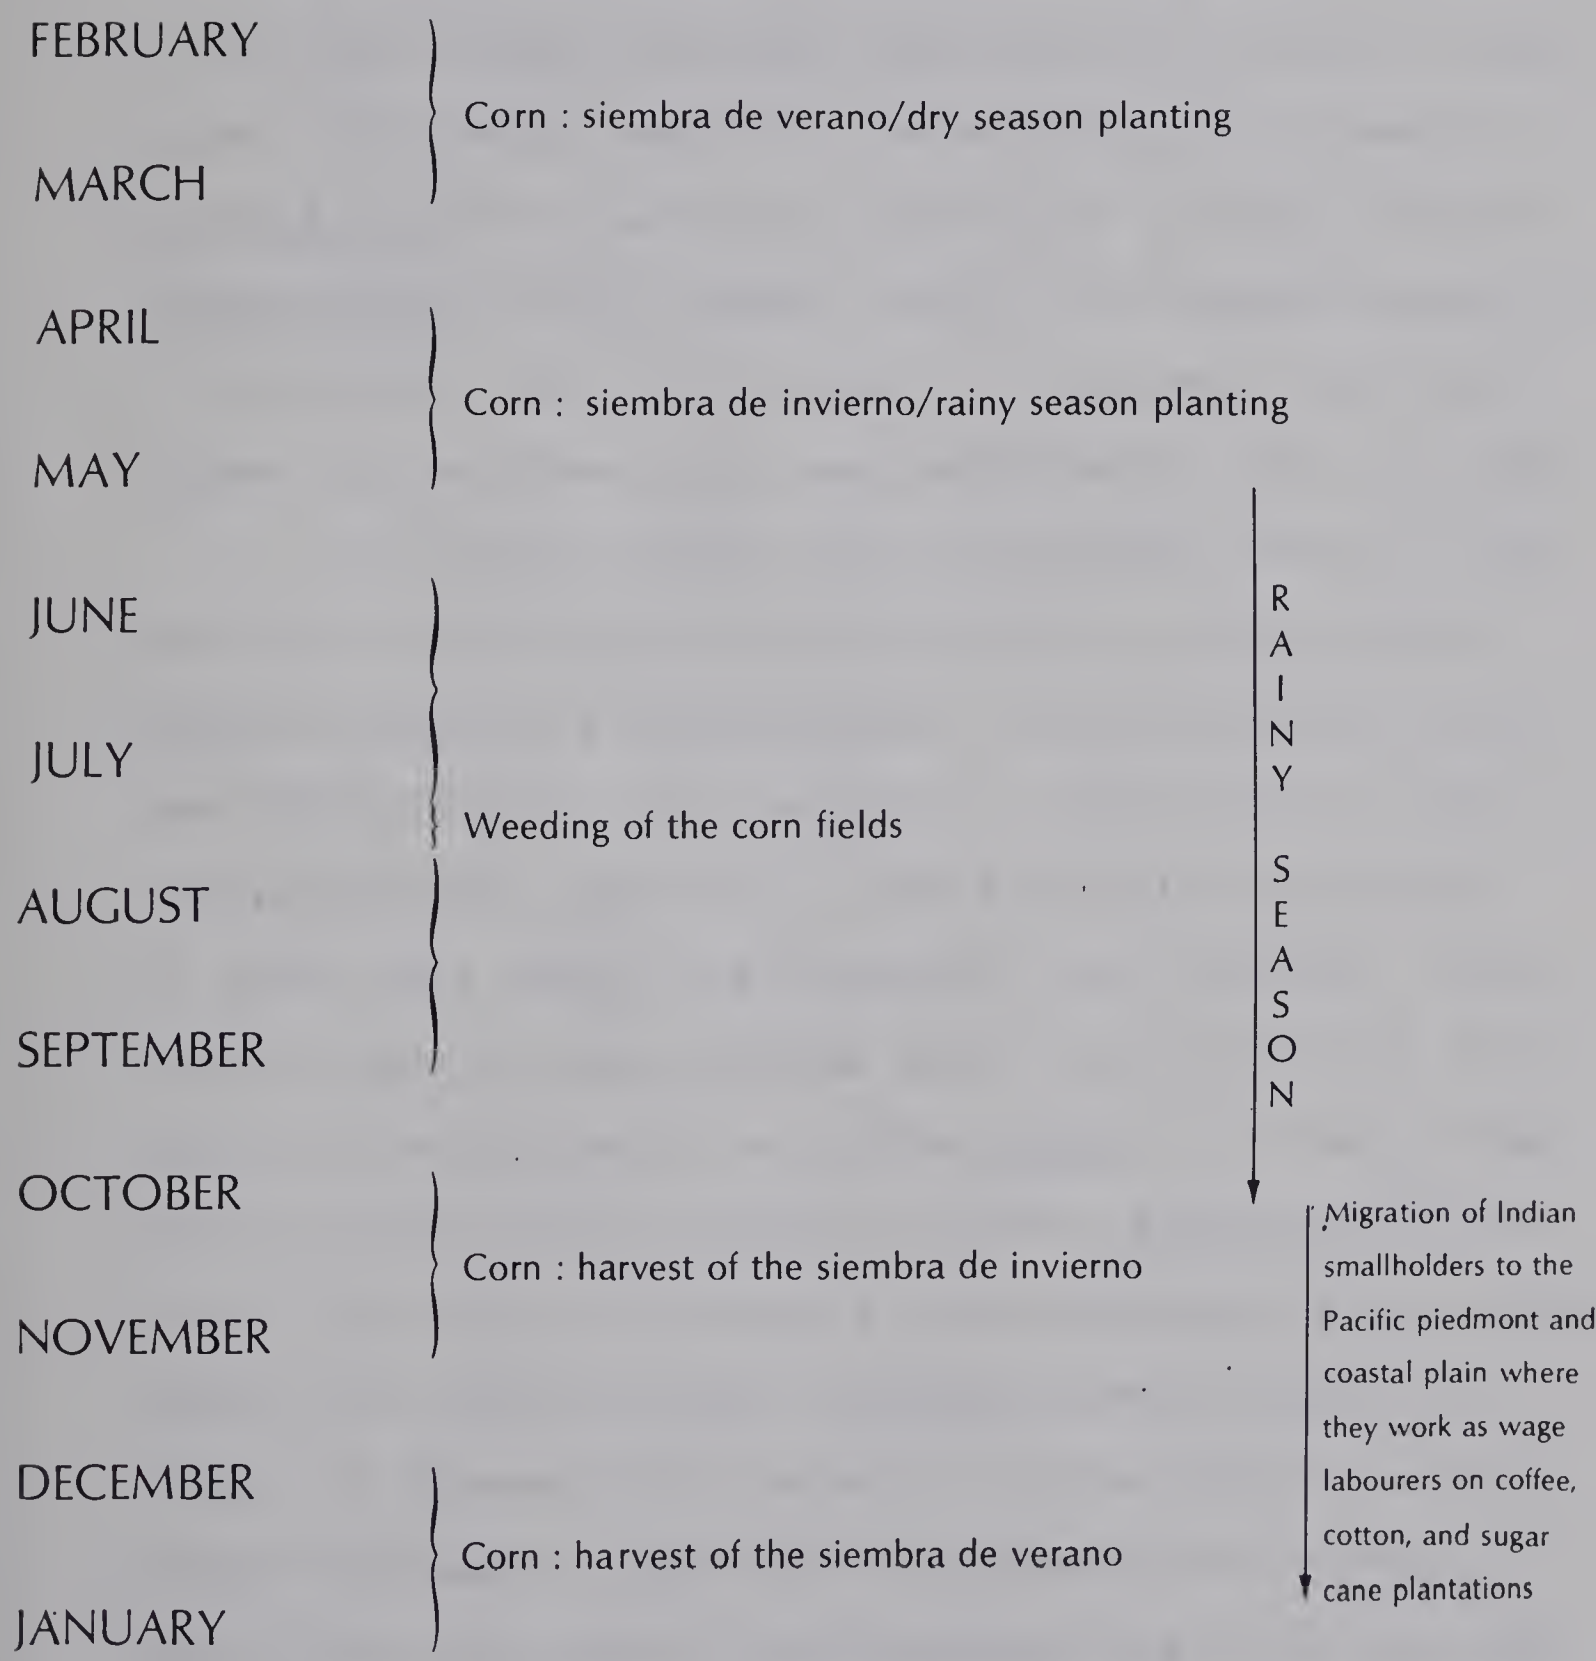 FEBRUARY
Corn : siembra de verano/dry season planting
MARCH
APRIL
Corn : siembra de invierno/rainy season planting
MAY
JUNE
JULY
Weeding of the corn fields
AUGUST
SEPTEMBER
RAINY SEASON
OCTOBER
Corn : harvest of the siembra de invierno
NOVEMBER
DECEMBER
Corn : harvest of the siembra de verano
JANUARY
Migration of Indian
smallholders to the
Pacific piedmont and
coastal plain where
they work as wage
labourers on coffee,
cotton, and sugar
cane plantations